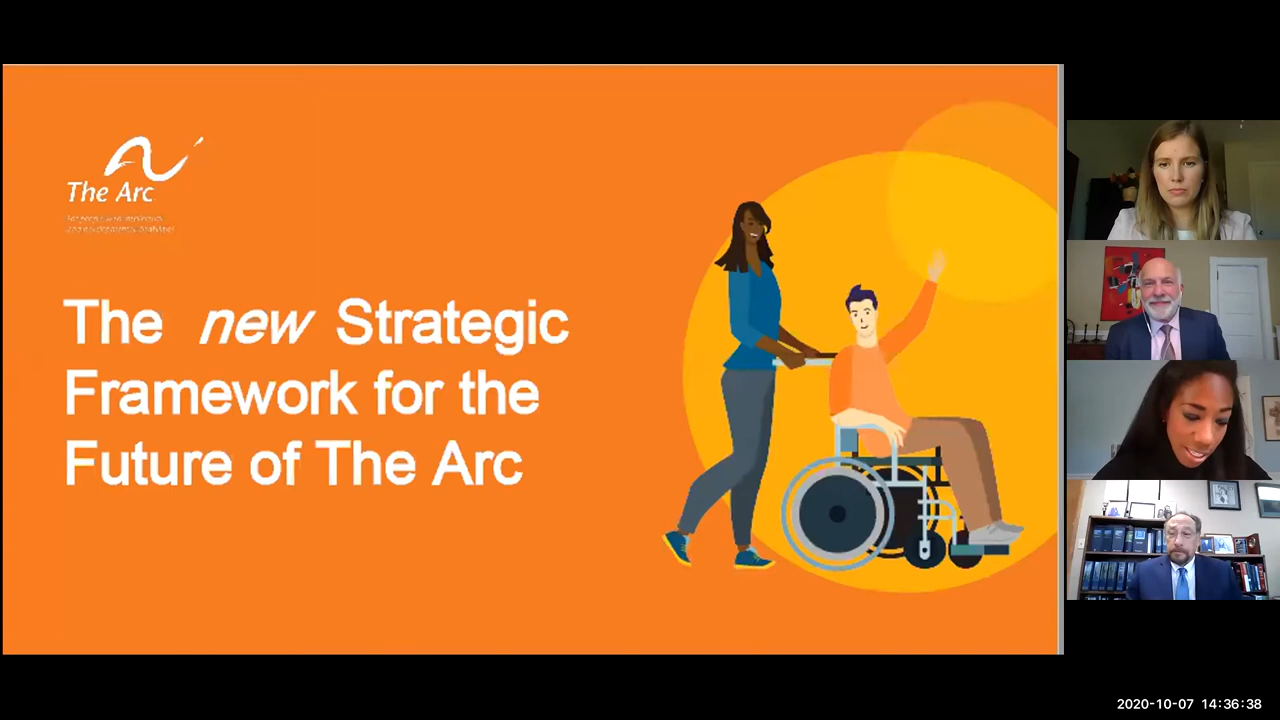 The Arc
The new Strategic
Framework for the
Future of The Arc
2020-10-07 14:36:38